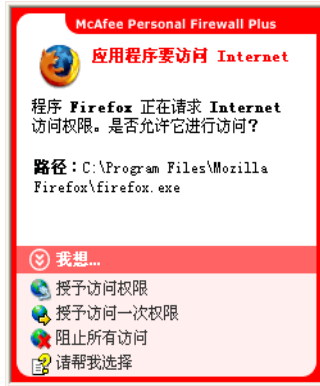 McAfee Personal Firewall Plus
应用程序要访问 Internet
程序 Firefox 正在请求 Internet
访问权限。是否允许它进行访问?
路径：C:\Program Files\Mozilla
Firefox\firefox.exe
我想...
授予访问权限
授予访问一次权限
阻止所有访问
请帮我选择